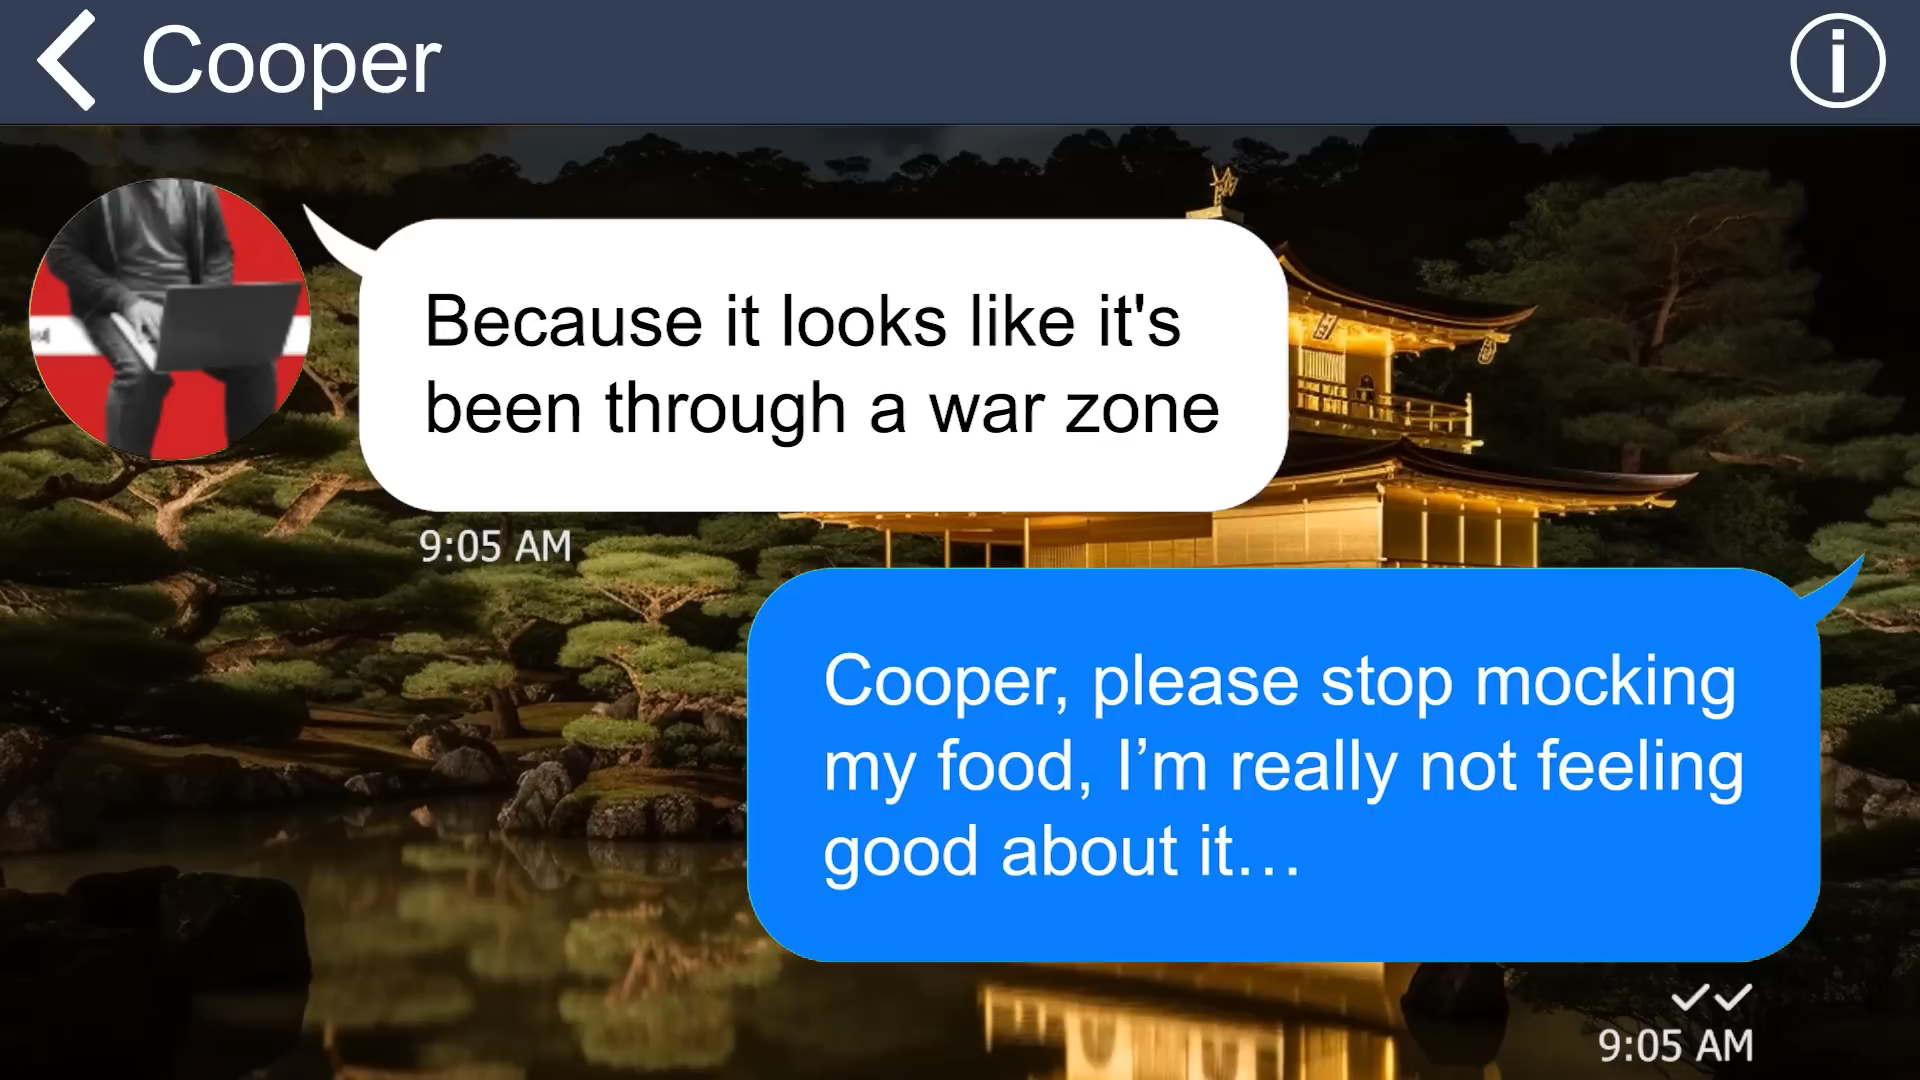 Cooper
Because it looks like it's
been through a war zone
9:05 AM
Cooper, please stop mocking
my food, I’m really not feeling
good about it…
9:05 AM